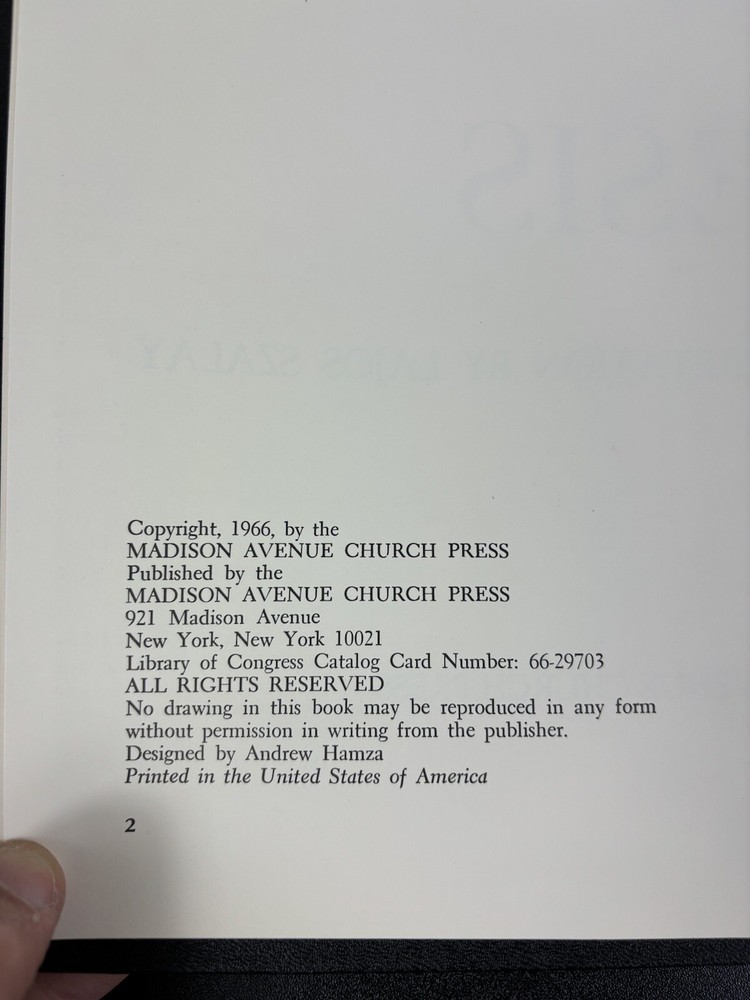 Copyright, 1966, by the
MADISON AVENUE CHURCH PRESS
Published by the
MADISON AVENUE CHURCH PRESS
921 Madison Avenue
New York, New York 10021
Library of Congress Catalog Card Number: 66-29703
ALL RIGHTS RESERVED
No drawing in this book may be reproduced in any form
without permission in writing from the publisher.
Designed by Andrew Hamza
Printed in the United States of America
2